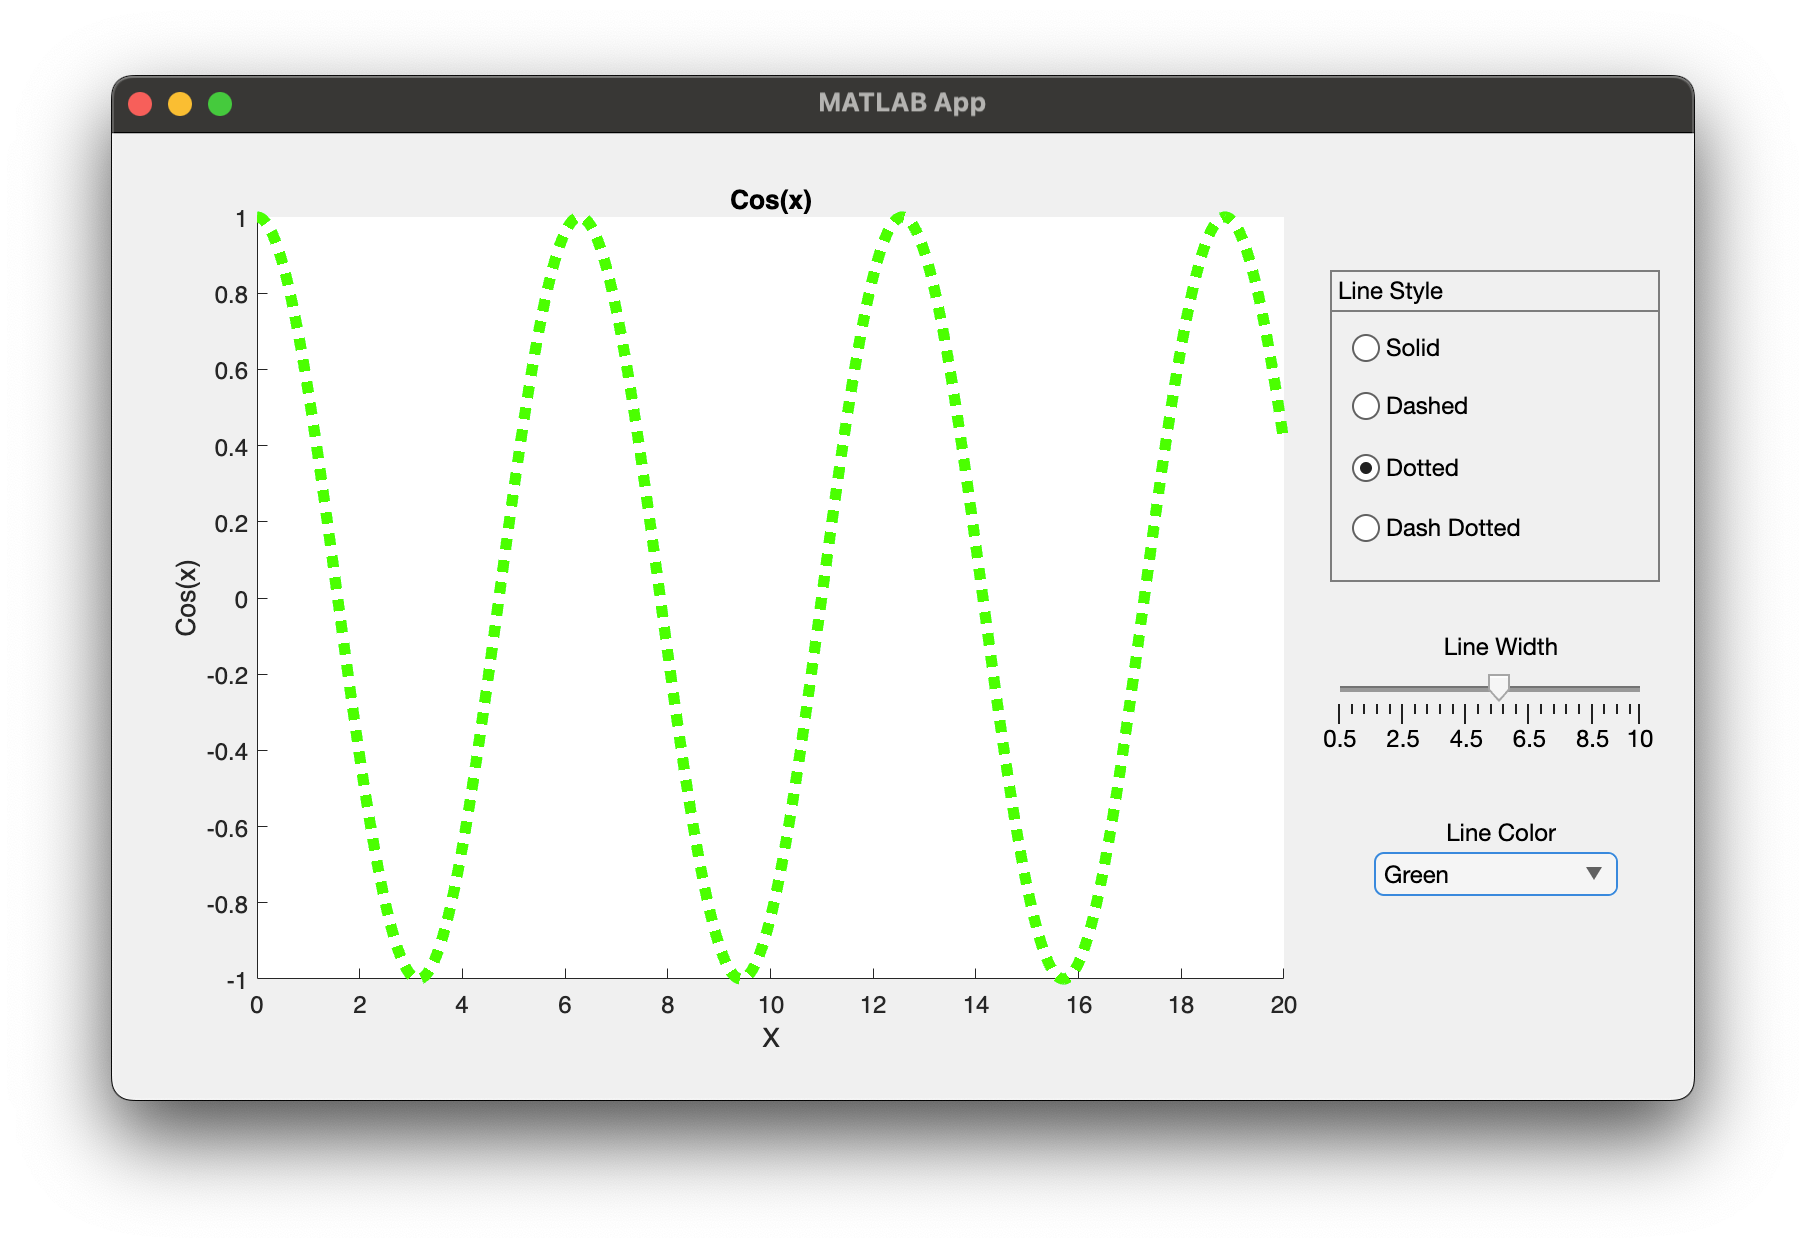 MATLAB App
Cos(x)
1
0.8
0.6
0.4
0.2
0
-0.2
-0.4
-0.6
-0.8
-1
Cos(x)
0 2 4 6 8 10 12 14 16 18 20
X
Line Style
Solid
Dashed
Dotted
Dash Dotted
Line Width
0.5 2.5 4.5 6.5 8.5 10
Line Color
Green